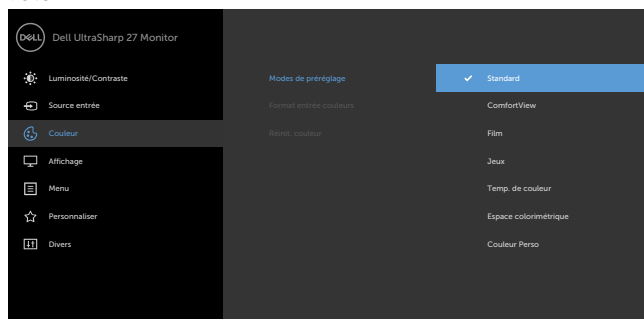 DELL Dell UltraSharp 27 Monitor
Luminosité/Contraste
Modes de préréglage
Standard
Source entrée
Format entrée couleurs
ComfortView
Couleur
Réinit. couleur
Film
Affichage
Jeux
Menu
Temp. de couleur
Personnaliser
Espace colorimétrique
Divers
Couleur Perso